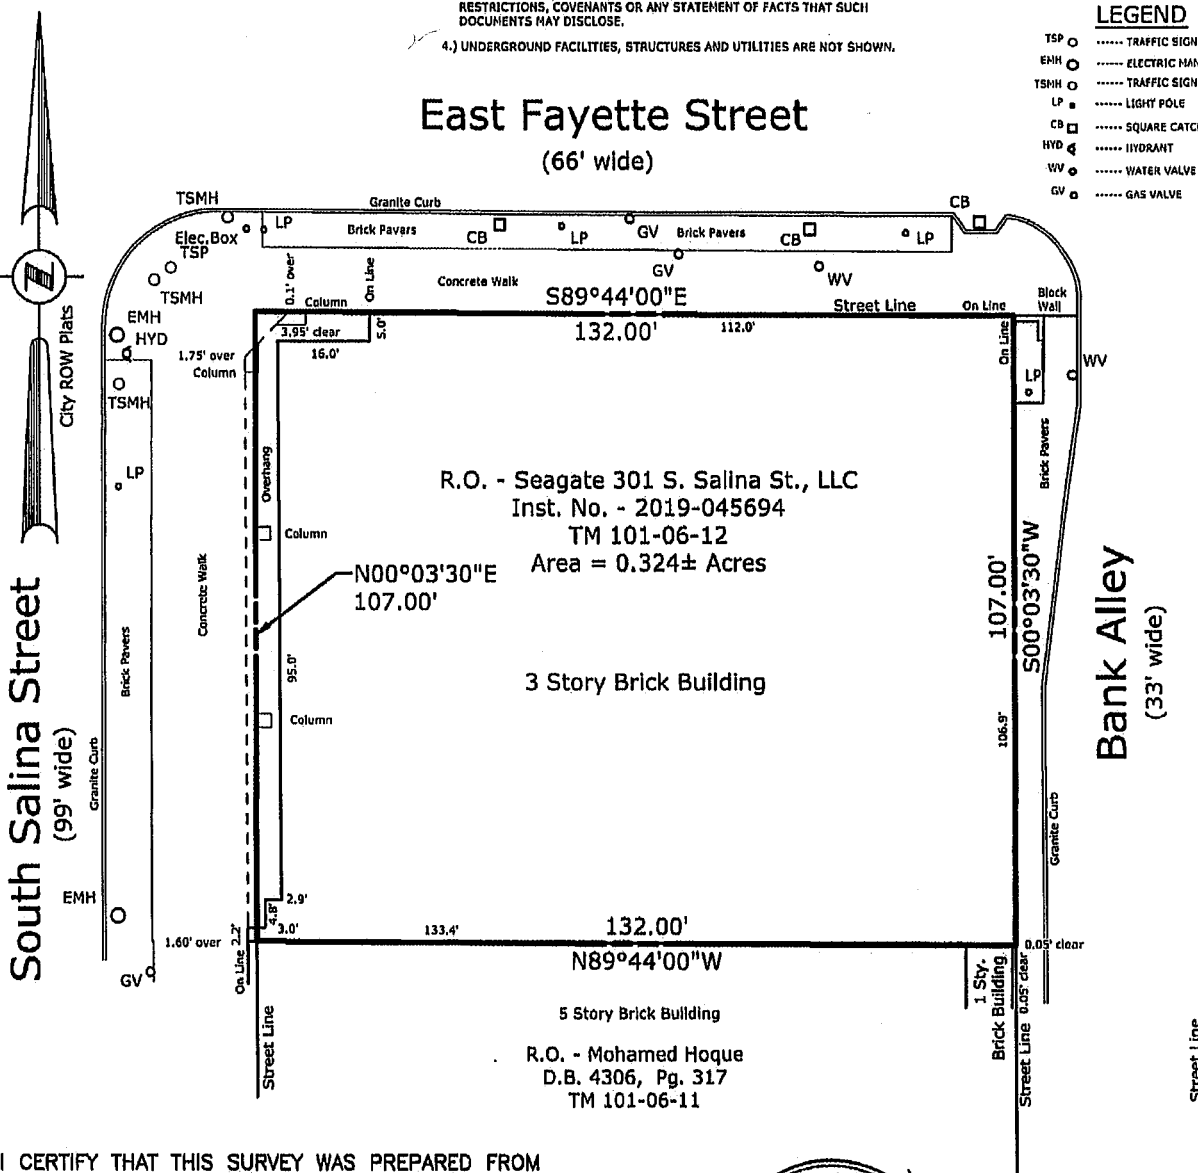 RESTRICTIONS, COVENANTS OR ANY STATEMENT OF FACTS THAT SUCH
DOCUMENTS MAY DISCLOSE.
4.) UNDERGROUND FACILITIES, STRUCTURES AND UTILITIES ARE NOT SHOWN.
LEGEND
TSP ...... TRAFFIC SIGN
EMH ...... ELECTRIC MAN
TSMH ...... TRAFFIC SIGN
LP ...... LIGHT POLE
CB ...... SQUARE CATC
HYD ...... HYDRANT
WV ...... WATER VALVE
GV ...... GAS VALVE
East Fayette Street
(66' wide)
TSMH
Granite Curb
CB
Elec.Box
LP
Brick Pavers
CB
LP
GV
Brick Pavers
CB
LP
TSP
GV
WV
TSMH
0.1' over
On Line
Concrete Walk
S89°44'00"E
Column
Street Line
On Line
Block
Wall
EMH
HYD
3.95' clear
5.0'
132.00'
112.0'
On Line
City ROW Plats
1.75' over
Column
16.0'
WV
LP
TSMH
LP
Overhang
Brick Pavers
R.O. - Seagate 301 S. Salina St., LLC
Inst. No. - 2019-045694
TM 101-06-12
Area = 0.324± Acres
Column
N00°03'30"E
107.00'
Concrete Walk
107.00'
S00°03'30"W
Bank Alley
(33' wide)
South Salina Street
(99' wide)
Brick Pavers
95.0'
3 Story Brick Building
Column
106.9'
Granite Curb
Granite Curb
EMH
2.9'
4.8'
3.0'
2.2'
1.60' over
133.4'
132.00'
N89°44'00"W
0.05' clear
GV
On Line
1 Sty.
Brick Building
0.05' clear
5 Story Brick Building
Street Line
Street Line
Street Line
R.O. - Mohamed Hoque
D.B. 4306, Pg. 317
TM 101-06-11
I CERTIFY THAT THIS SURVEY WAS PREPARED FROM